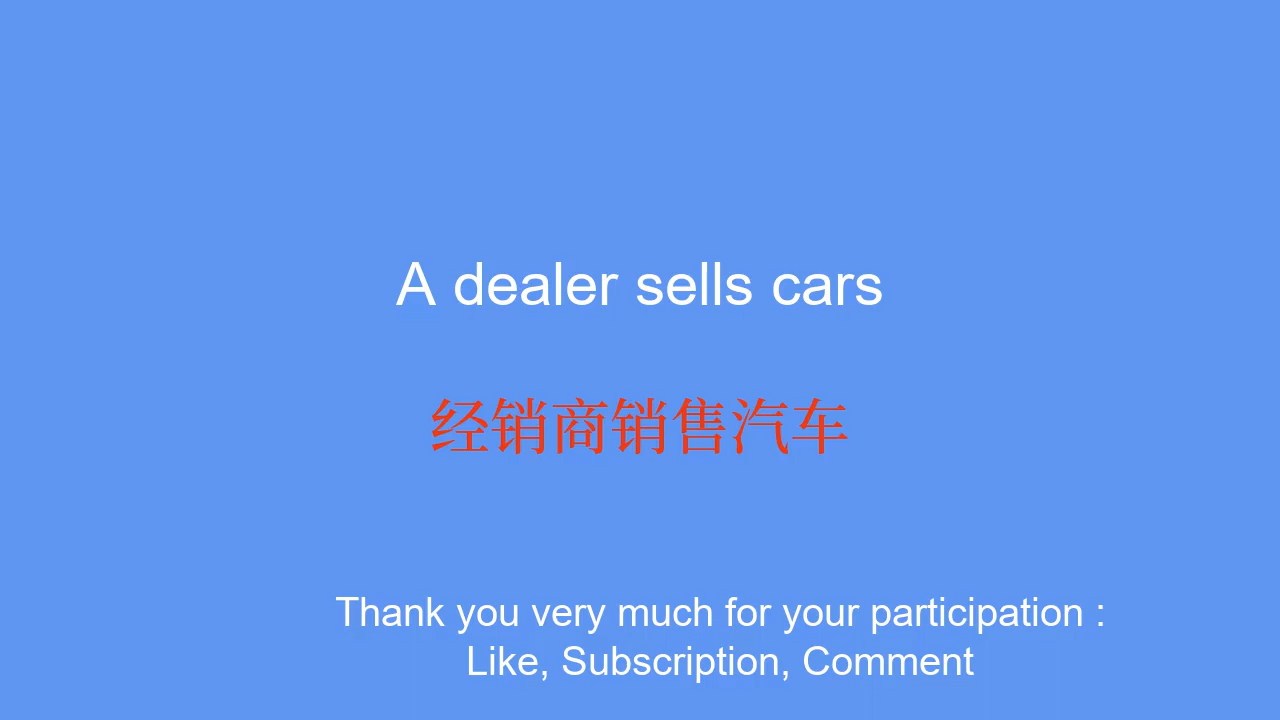 A dealer sells cars
经销商销售汽车
Thank you very much for your participation :
Like, Subscription, Comment